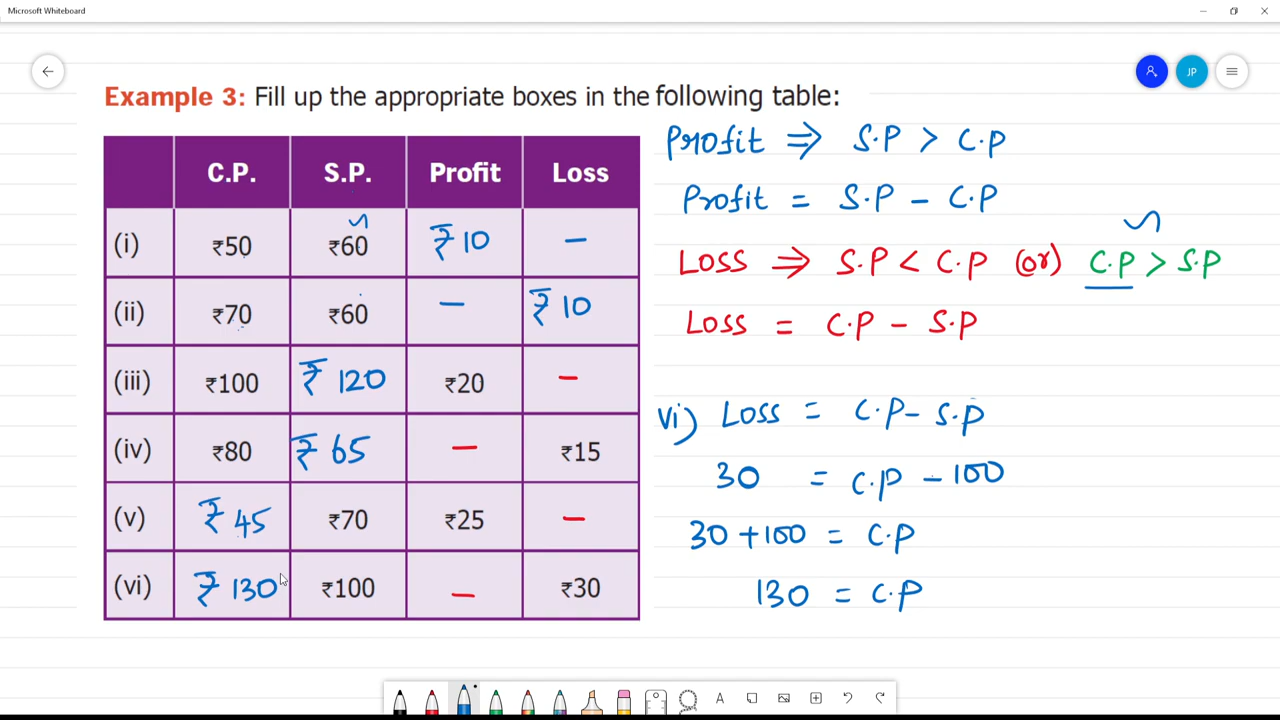 Microsoft Whiteboard
JP
Example 3: Fill up the appropriate boxes in the following table:
C.P. S.P. Profit Loss
(i) ₹50 ₹60 ₹10 –
(ii) ₹70 ₹60 – ₹10
(iii) ₹100 ₹120 ₹20 –
(iv) ₹80 ₹65 – ₹15
(v) ₹45 ₹70 ₹25 –
(vi) ₹130 ₹100 – ₹30
Profit ⇒ S.P > C.P
Profit = S.P – C.P
Loss ⇒ S.P < C.P (or) C.P > S.P
Loss = C.P – S.P
vi) Loss = C.P – S.P
30 = C.P – 100
30 + 100 = C.P
130 = C.P
A